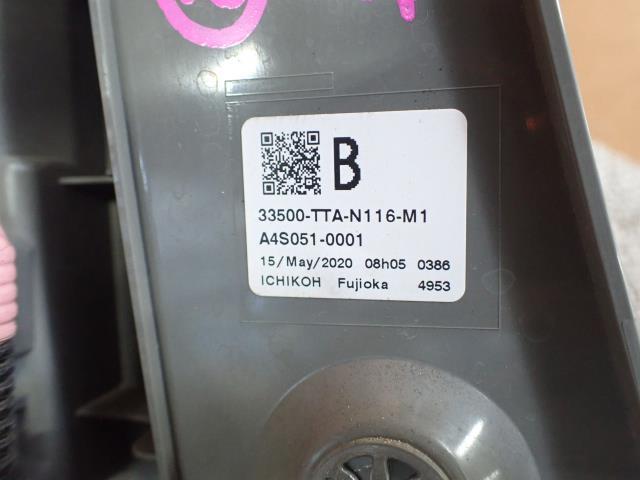 B
33500-TTA-N116-M1
A4S051-0001
15/May/2020 08h05 0386
ICHIKOH Fujioka 4953